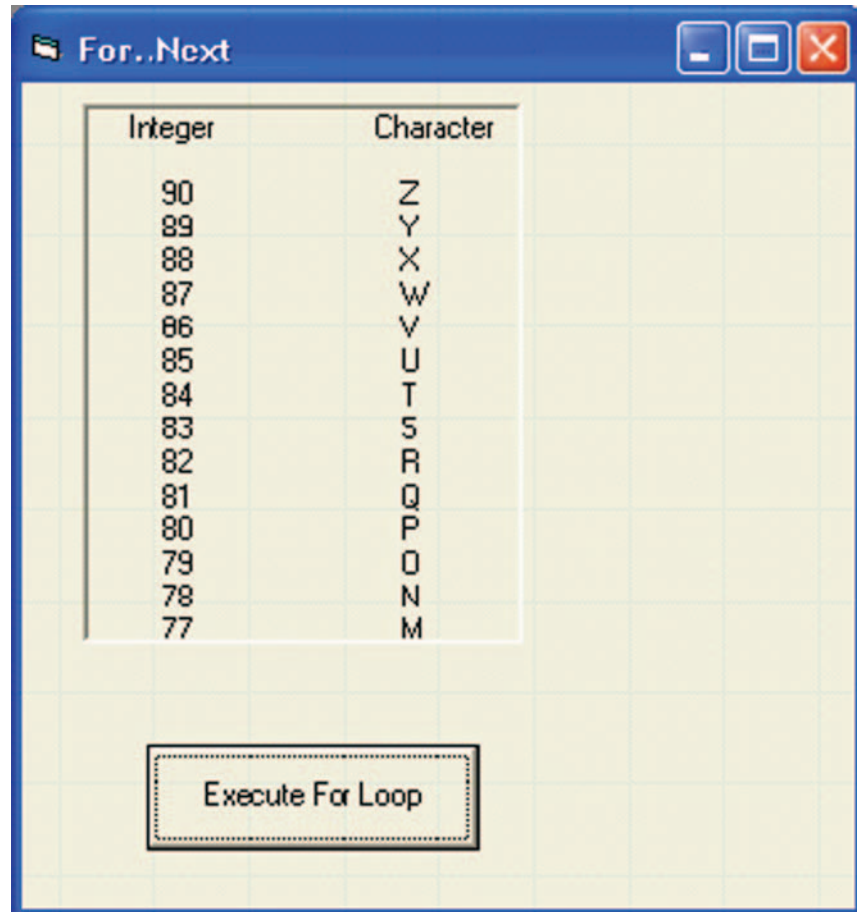 For..Next
Integer Character
90 Z
89 Y
88 X
87 W
86 V
85 U
84 T
83 S
82 R
81 Q
80 P
79 O
78 N
77 M
Execute For Loop